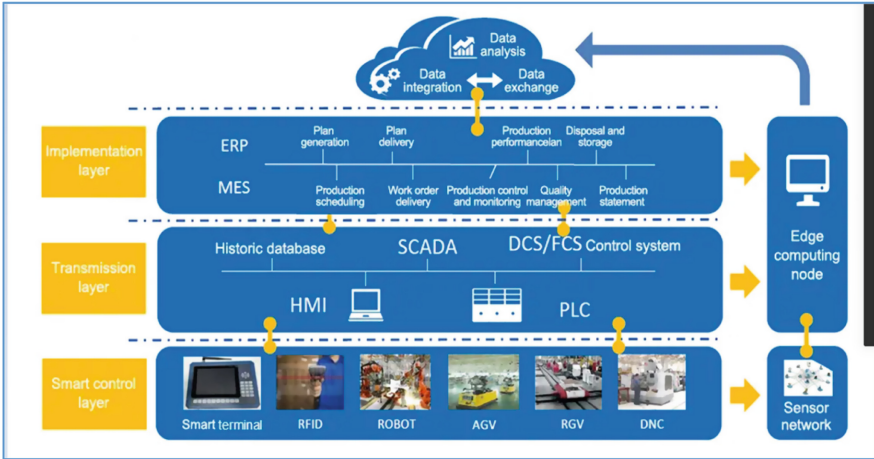 Data
analysis
Data
integration
Data
exchange
Implementation
layer
ERP
Plan
generation
Plan
delivery
Production
performanceian
Disposal and
storage
MES
Production
scheduling
Work order
delivery
Production control
and monitoring
Quality
management
Production
statement
Transmission
layer
Historic database
SCADA
DCS/FCS Control system
HMI
PLC
Edge
computing
node
Smart control
layer
Smart terminal
RFID
ROBOT
AGV
RGV
DNC
Sensor
network